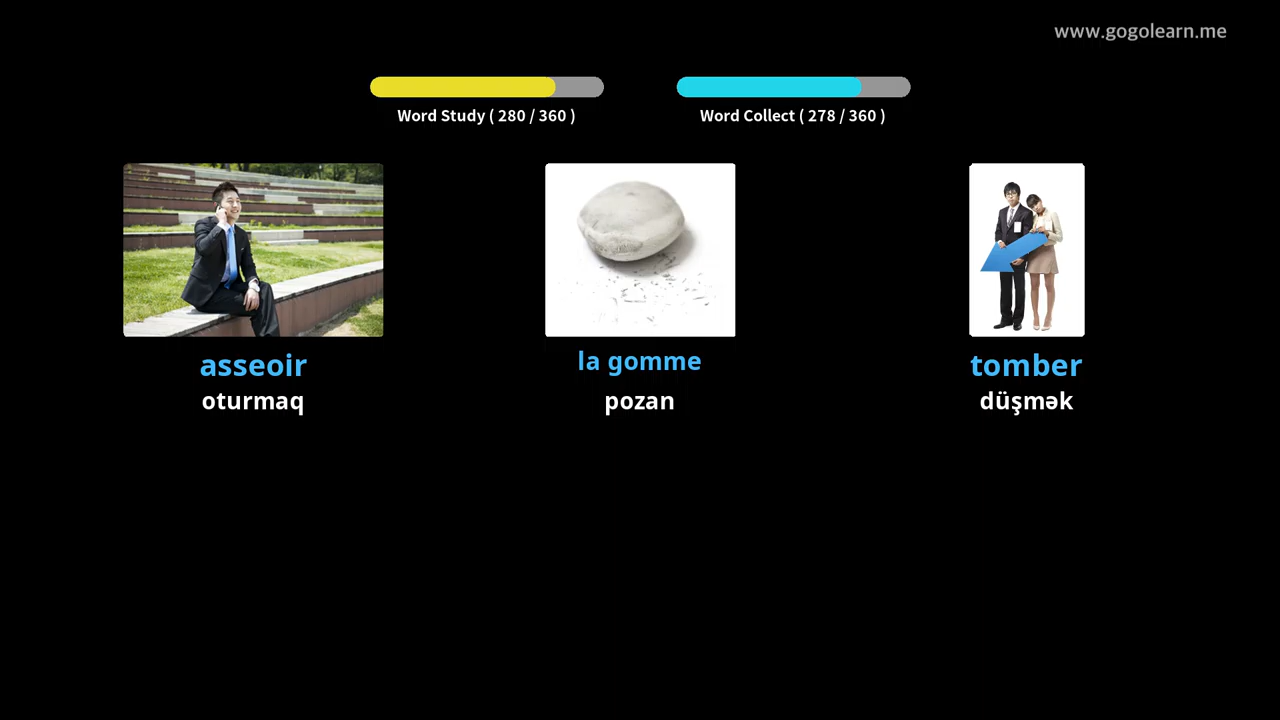 www.gogolearn.me
Word Study ( 280 / 360 )
Word Collect ( 278 / 360 )
asseoir
oturmaq
la gomme
pozan
tomber
düşmək